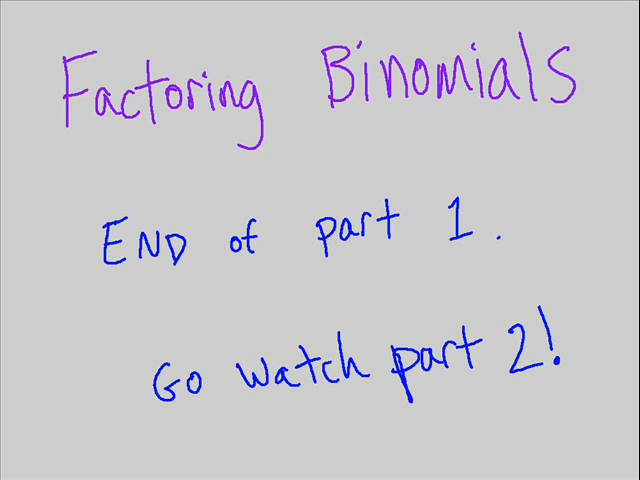 Factoring Binomials
END of part 1.
Go watch part 2!